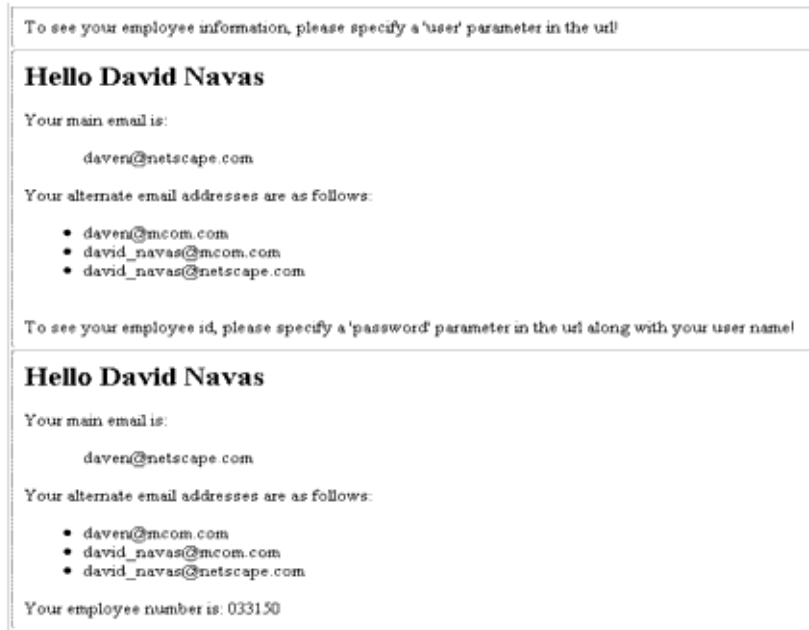 To see your employee information, please specify a 'user' parameter in the url!
Hello David Navas
Your main email is:
daven@netscape.com
Your alternate email addresses are as follows:
• daven@mcom.com
• david_navas@mcom.com
• david_navas@netscape.com
To see your employee id, please specify a 'password' parameter in the url along with your user name!
Hello David Navas
Your main email is:
daven@netscape.com
Your alternate email addresses are as follows:
• daven@mcom.com
• david_navas@mcom.com
• david_navas@netscape.com
Your employee number is: 033150